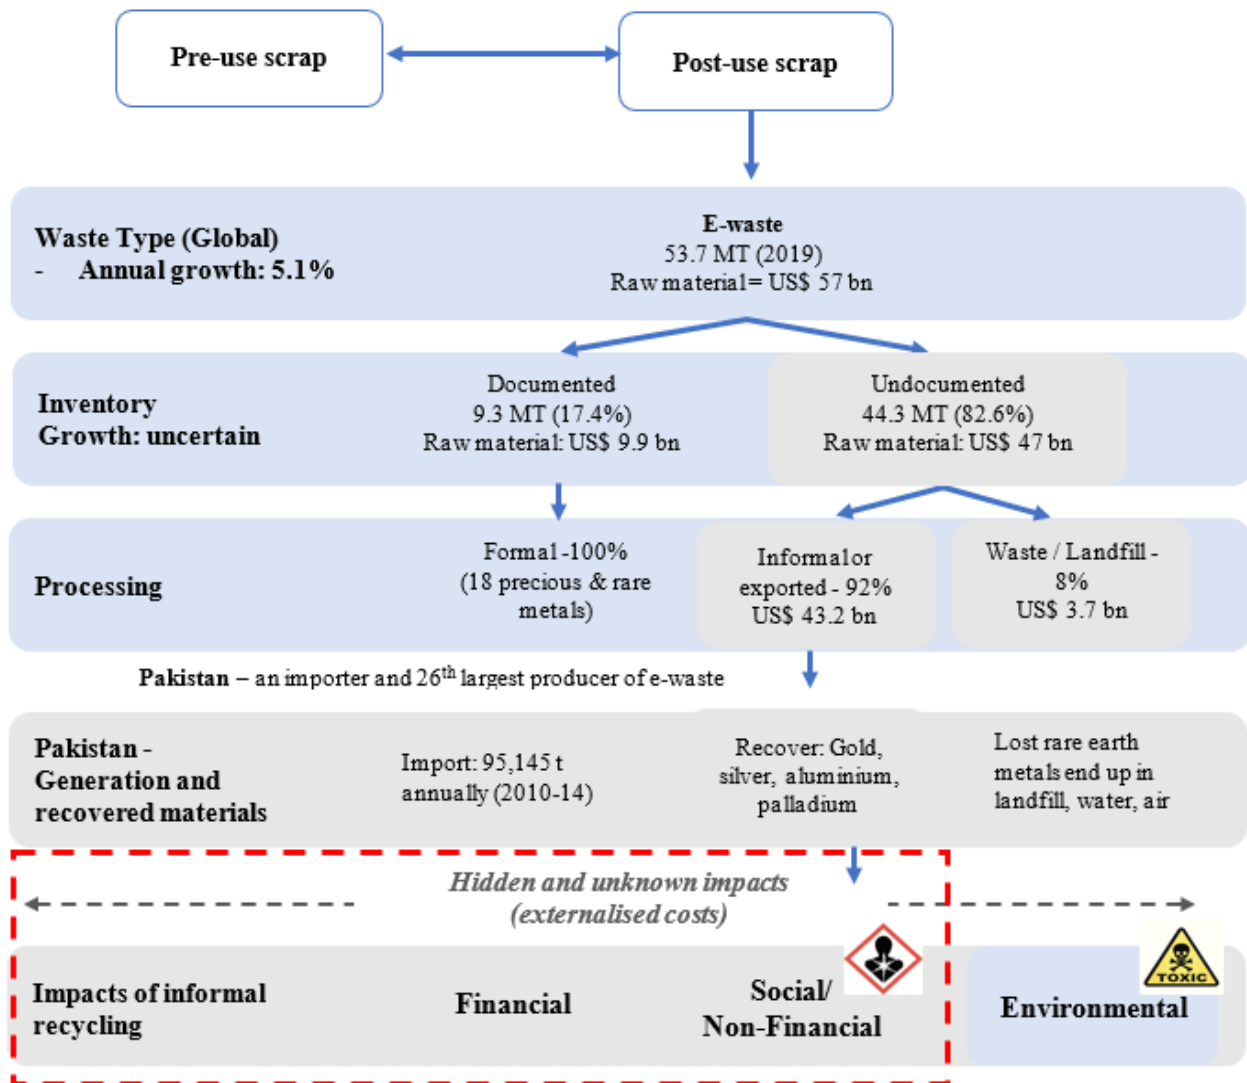 Pre-use scrap
Post-use scrap
Waste Type (Global)
- Annual growth: 5.1%
E-waste
53.7 MT (2019)
Raw material= US$ 57 bn
Inventory
Growth: uncertain
Documented
9.3 MT (17.4%)
Raw material: US$ 9.9 bn
Undocumented
44.3 MT (82.6%)
Raw material: US$ 47 bn
Processing
Formal -100%
(18 precious & rare
metals)
Informal or
exported - 92%
US$ 43.2 bn
Waste / Landfill -
8%
US$ 3.7 bn
Pakistan – an importer and 26th largest producer of e-waste
Pakistan -
Generation and
recovered materials
Import: 95,145 t
annually (2010-14)
Recover: Gold,
silver, aluminium,
palladium
Lost rare earth
metals end up in
landfill, water, air
Hidden and unknown impacts
(externalised costs)
Impacts of informal
recycling
Financial
Social/
Non-Financial
TOXIC
Environmental